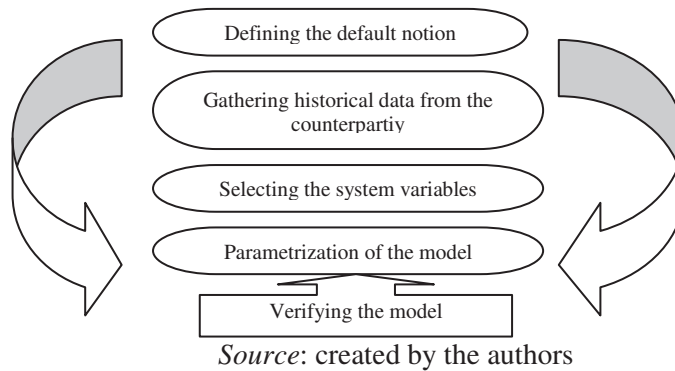 Defining the default notion
Gathering historical data from the
counterpartiy
Selecting the system variables
Parametrization of the model
Verifying the model
Source: created by the authors